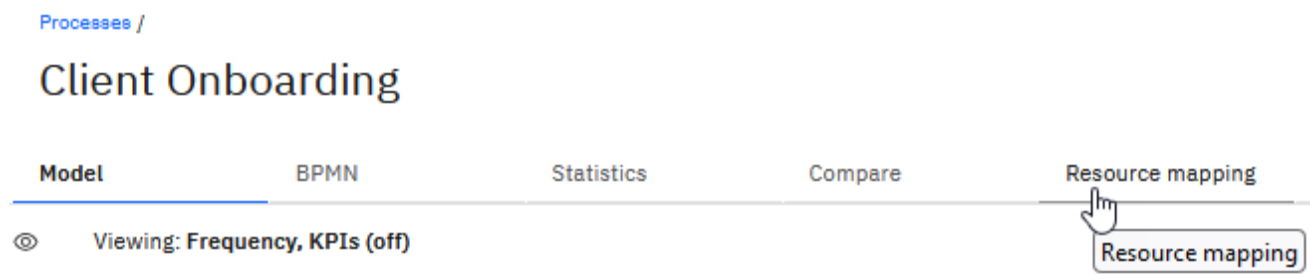 Processes /
Client Onboarding
Model BPMN Statistics Compare Resource mapping
Viewing: Frequency, KPIs (off)
Resource mapping